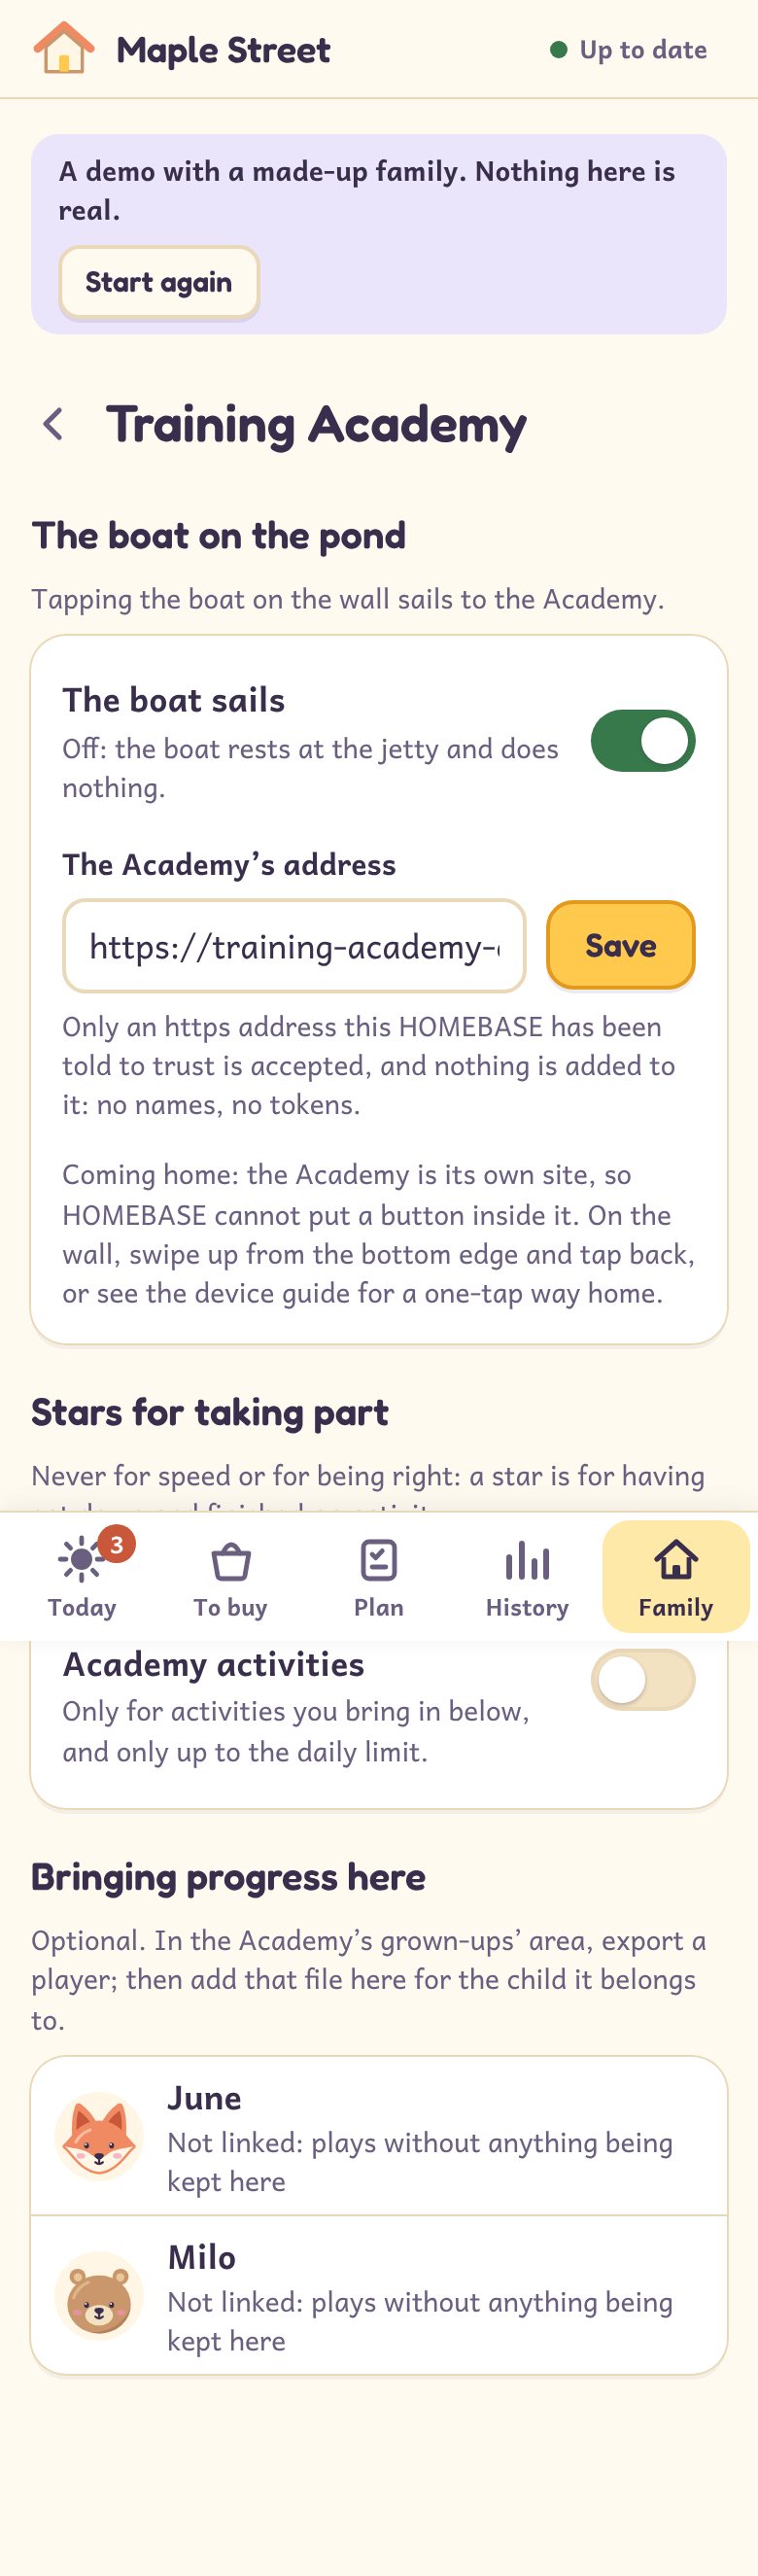 Maple Street
Up to date
A demo with a made-up family. Nothing here is
real.
Start again
Training Academy
The boat on the pond
Tapping the boat on the wall sails to the Academy.
The boat sails
Off: the boat rests at the jetty and does
nothing.
The Academy’s address
https://training-academy-
Save
Only an https address this HOMEBASE has been
told to trust is accepted, and nothing is added to
it: no names, no tokens.
Coming home: the Academy is its own site, so
HOMEBASE cannot put a button inside it. On the
wall, swipe up from the bottom edge and tap back,
or see the device guide for a one-tap way home.
Stars for taking part
Never for speed or for being right: a star is for having
3
Today
To buy
Plan
History
Family
Academy activities
Only for activities you bring in below,
and only up to the daily limit.
Bringing progress here
Optional. In the Academy’s grown-ups’ area, export a
player; then add that file here for the child it belongs
to.
June
Not linked: plays without anything being
kept here
Milo
Not linked: plays without anything being
kept here